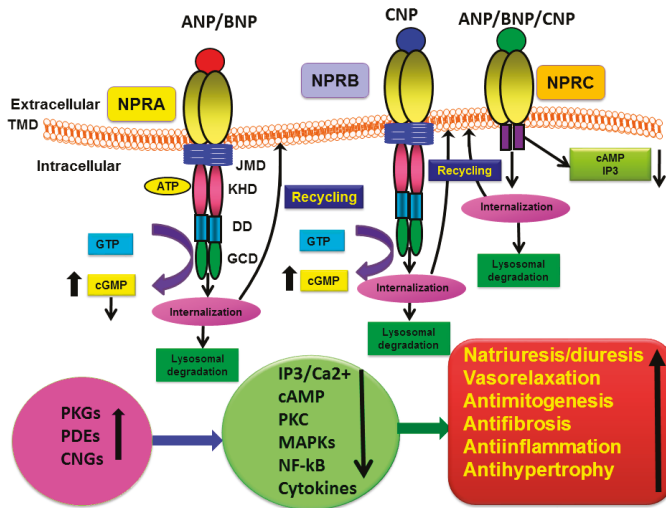 ANP/BNP
CNP
ANP/BNP/CNP
NPRA
NPRB
NPRC
Extracellular
TMD
Intracellular
JMD
ATP
KHD
DD
GCD
Recycling
GTP
cGMP
Internalization
Lysosomal
degradation
GTP
cGMP
Recycling
Internalization
Lysosomal
degradation
cAMP
IP3
Internalization
Lysosomal
degradation
PKGs
PDEs
CNGs
IP3/Ca2+
cAMP
PKC
MAPKs
NF-kB
Cytokines
Natriuresis/diuresis
Vasorelaxation
Antimitogenesis
Antifibrosis
Antiinflammation
Antihypertrophy